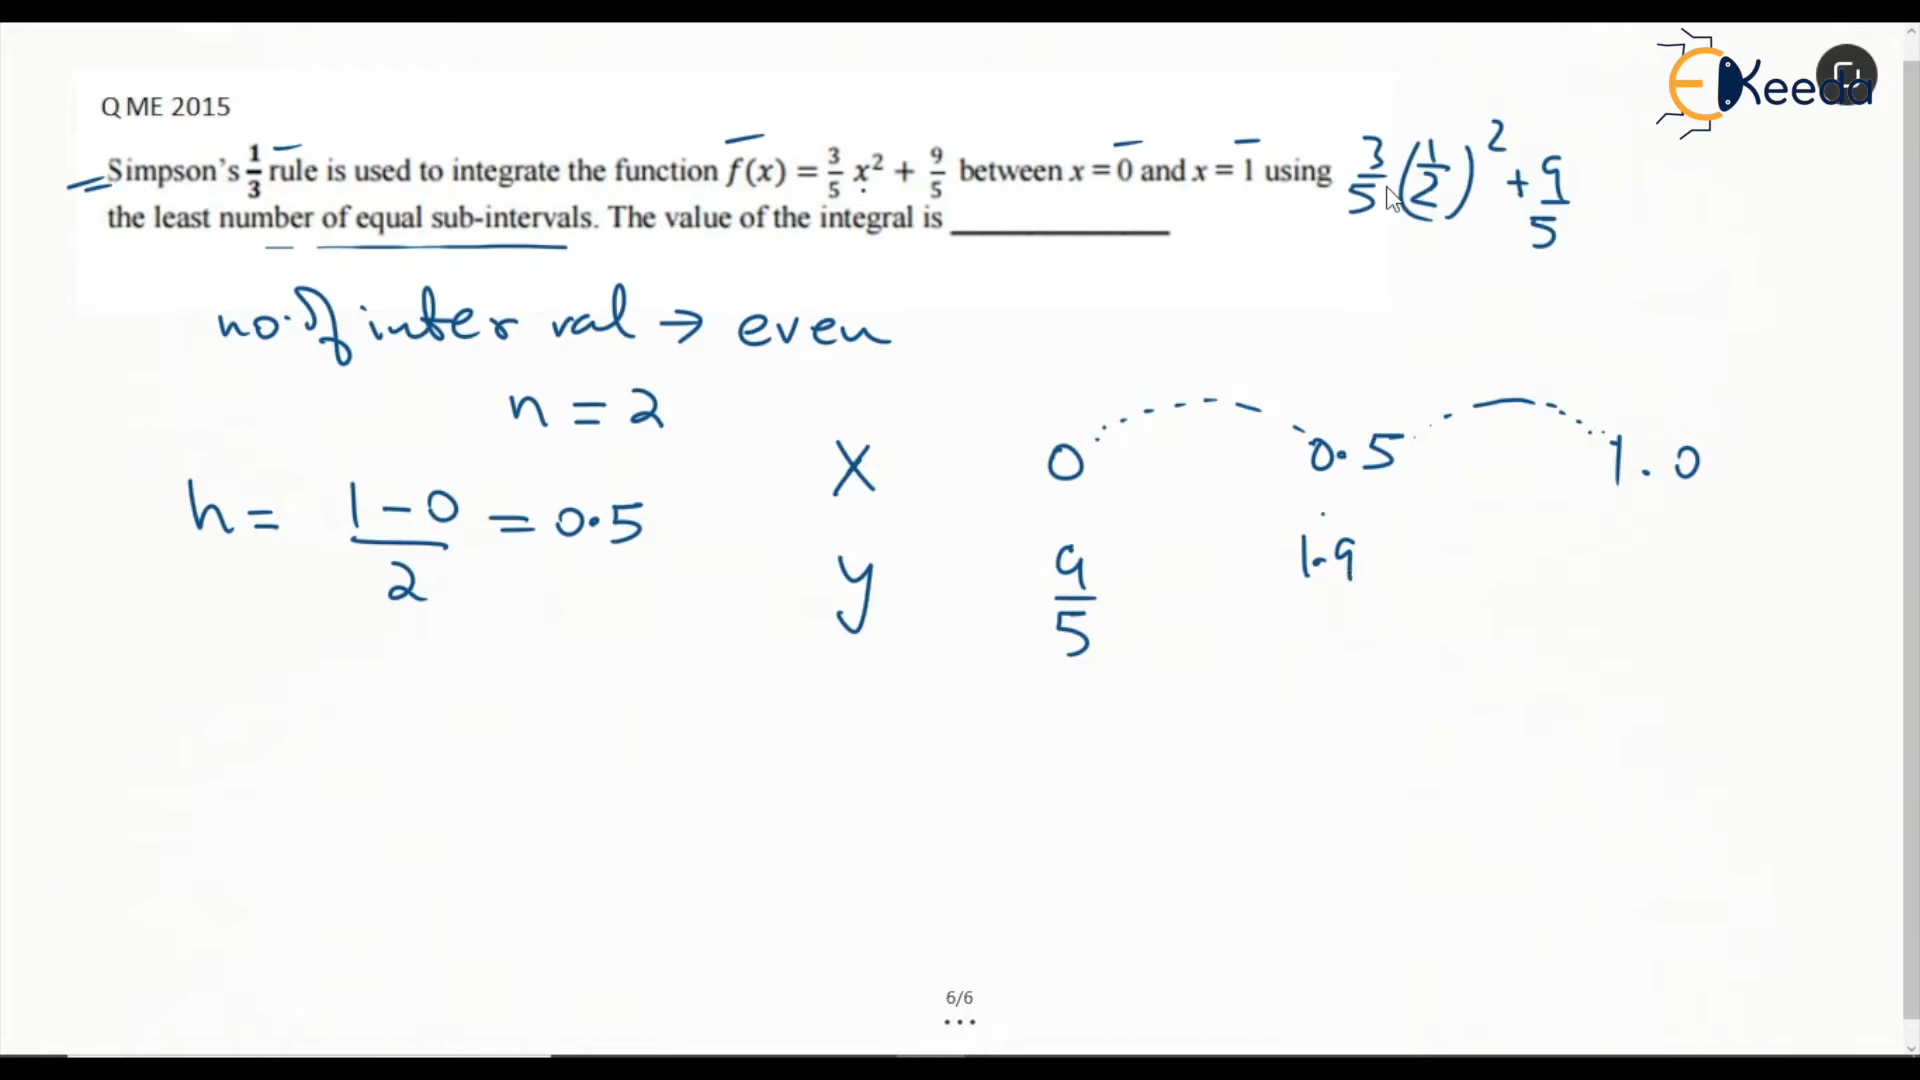 EKeeda
Q ME 2015
Simpson's 1/3 rule is used to integrate the function f(x) = 3/5 x² + 9/5 between x = 0 and x = 1 using
the least number of equal sub-intervals. The value of the integral is ____________
3/5 (1/2)² + 9/5
no. of interval → even
n = 2
h = (1 - 0)/2 = 0.5
X 0 0.5 1.0
y 9/5 1.9
6/6